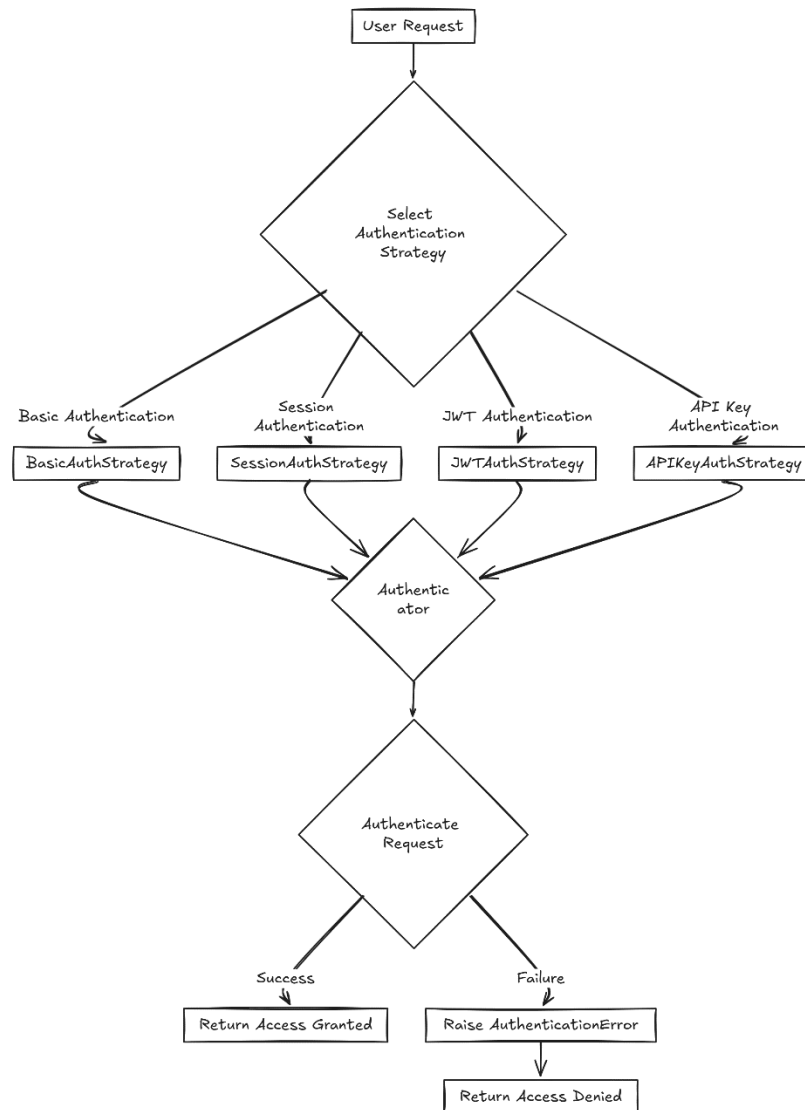 User Request
Select
Authentication
Strategy
Basic Authentication
Session
Authentication
JWT Authentication
API Key
Authentication
BasicAuthStrategy
SessionAuthStrategy
JWTAuthStrategy
APIKeyAuthStrategy
Authentic
ator
Authenticate
Request
Success
Failure
Return Access Granted
Raise AuthenticationError
Return Access Denied